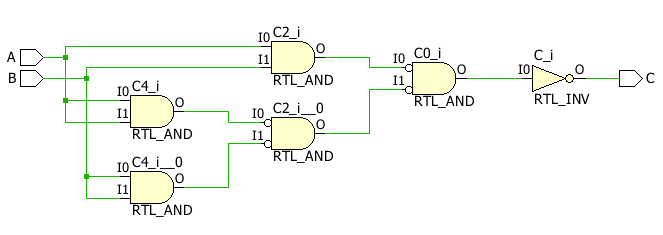 C2_i
I0
O
I1
RTL_AND
A
B
C0_i
I0
O
I1
RTL_AND
C_i
I0
O
RTL_INV
C
C4_i
I0
O
I1
RTL_AND
C2_i__0
I0
O
I1
RTL_AND
C4_i__0
I0
O
I1
RTL_AND